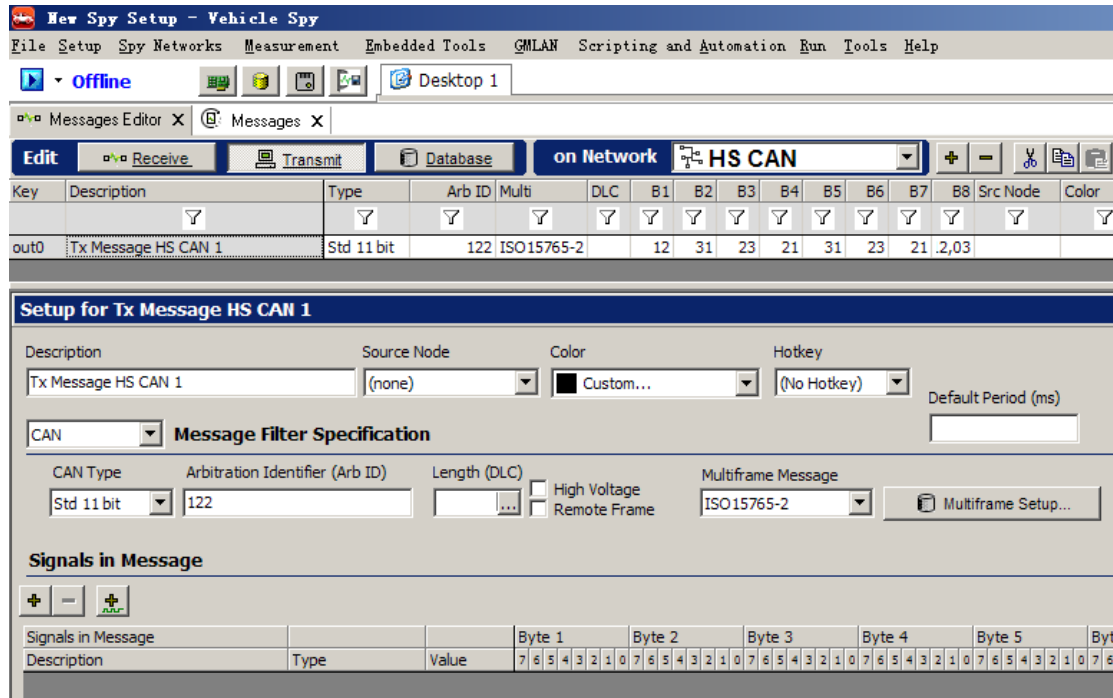 New Spy Setup - Vehicle Spy
File Setup Spy Networks Measurement Embedded Tools GMLAN Scripting and Automation Run Tools Help
Offline Desktop 1
Messages Editor X Messages X
Edit Receive Transmit Database on Network HS CAN
Key Description Type Arb ID Multi DLC B1 B2 B3 B4 B5 B6 B7 B8 Src Node Color
out0 Tx Message HS CAN 1 Std 11 bit 122 ISO15765-2 12 31 23 21 31 23 21 .2,03
Setup for Tx Message HS CAN 1
Description Source Node Color Hotkey
Tx Message HS CAN 1 (none) Custom... (No Hotkey)
Default Period (ms)
CAN Message Filter Specification
CAN Type Arbitration Identifier (Arb ID) Length (DLC) Multiframe Message
High Voltage
Std 11 bit 122 ... ISO15765-2 Multiframe Setup...
Remote Frame
Signals in Message
Signals in Message Byte 1 Byte 2 Byte 3 Byte 4 Byte 5 Byt
Description Type Value 7 6 5 4 3 2 1 0 7 6 5 4 3 2 1 0 7 6 5 4 3 2 1 0 7 6 5 4 3 2 1 0 7 6 5 4 3 2 1 0 7 6